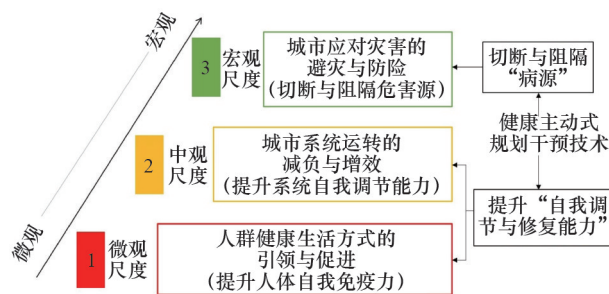 宏观
微观
3
宏观
尺度
城市应对灾害的
避灾与防险
(切断与阻隔危害源)
切断与阻隔
“病源”
健康主动式
规划干预技术
2
中观
尺度
城市系统运转的
减负与增效
(提升系统自我调节能力)
提升“自我调
节与修复能力”
1
微观
尺度
人群健康生活方式的
引领与促进
(提升人体自我免疫力)